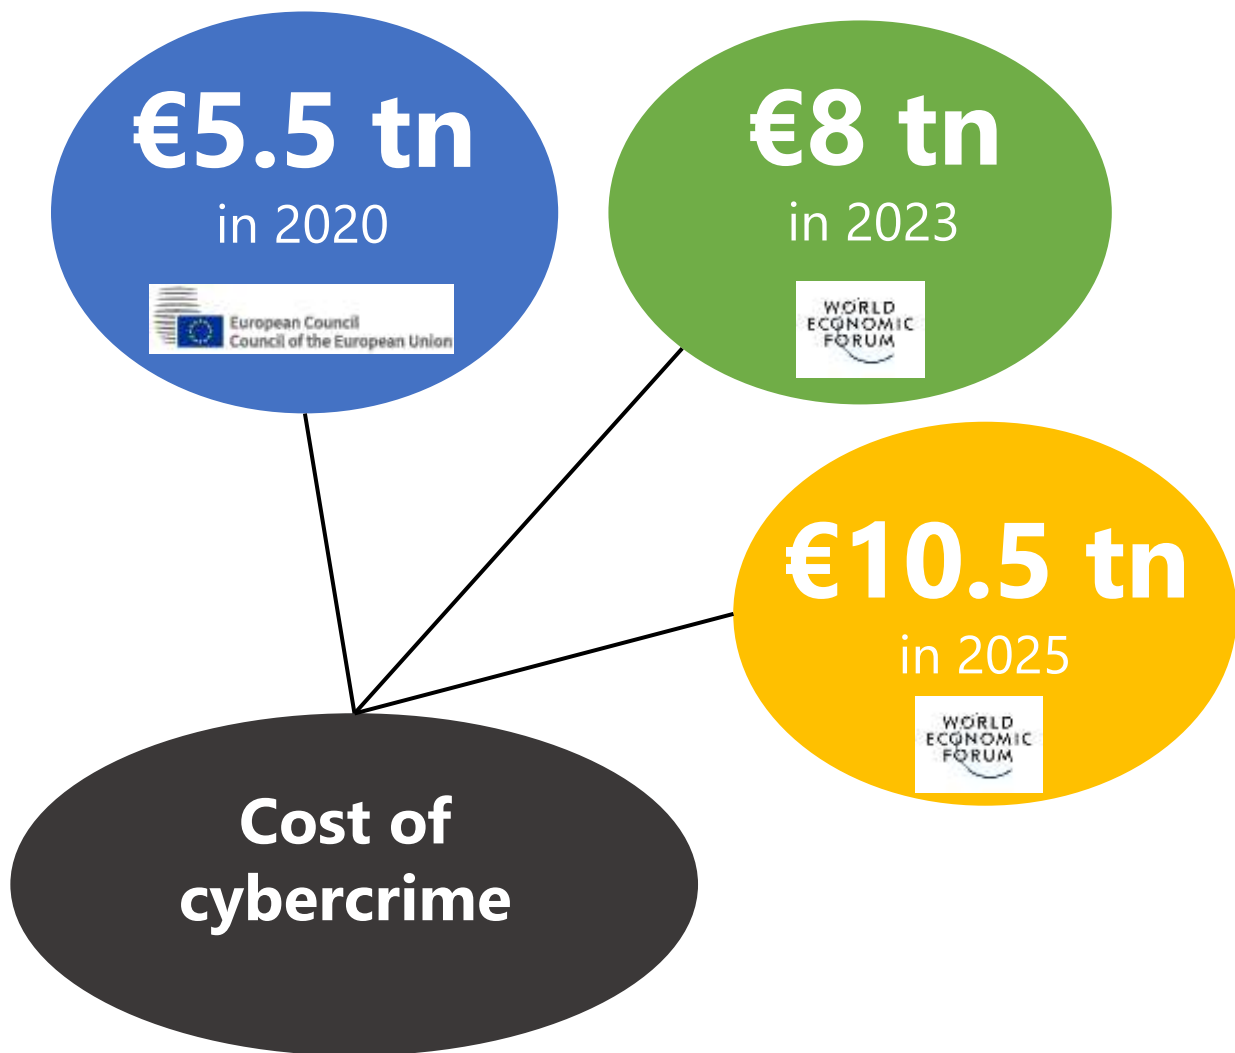 €5.5 tn
in 2020
European Council
Council of the European Union
€8 tn
in 2023
WORLD
ECONOMIC
FORUM
€10.5 tn
in 2025
WORLD
ECONOMIC
FORUM
Cost of
cybercrime